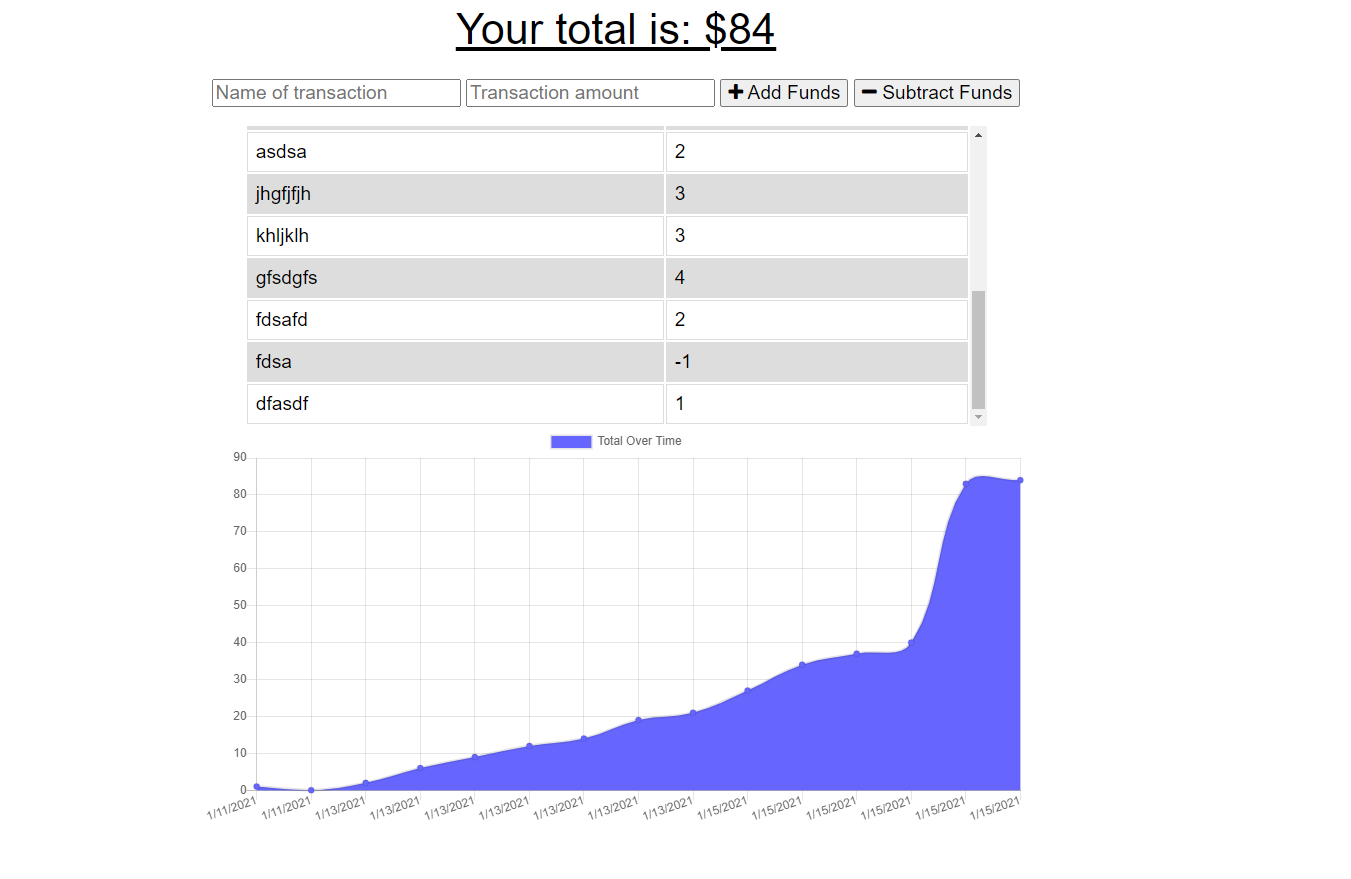 Your total is: $84
Name of transaction Transaction amount Add Funds Subtract Funds
asdsa 2
jhgfjfjh 3
khljklh 3
gfsdgfs 4
fdsafd 2
fdsa -1
dfasdf 1
Total Over Time
90
80
70
60
50
40
30
20
10
0
1/11/2021 1/11/2021 1/13/2021 1/13/2021 1/13/2021 1/13/2021 1/13/2021 1/13/2021 1/13/2021 1/15/2021 1/15/2021 1/15/2021 1/15/2021 1/15/2021 1/15/2021